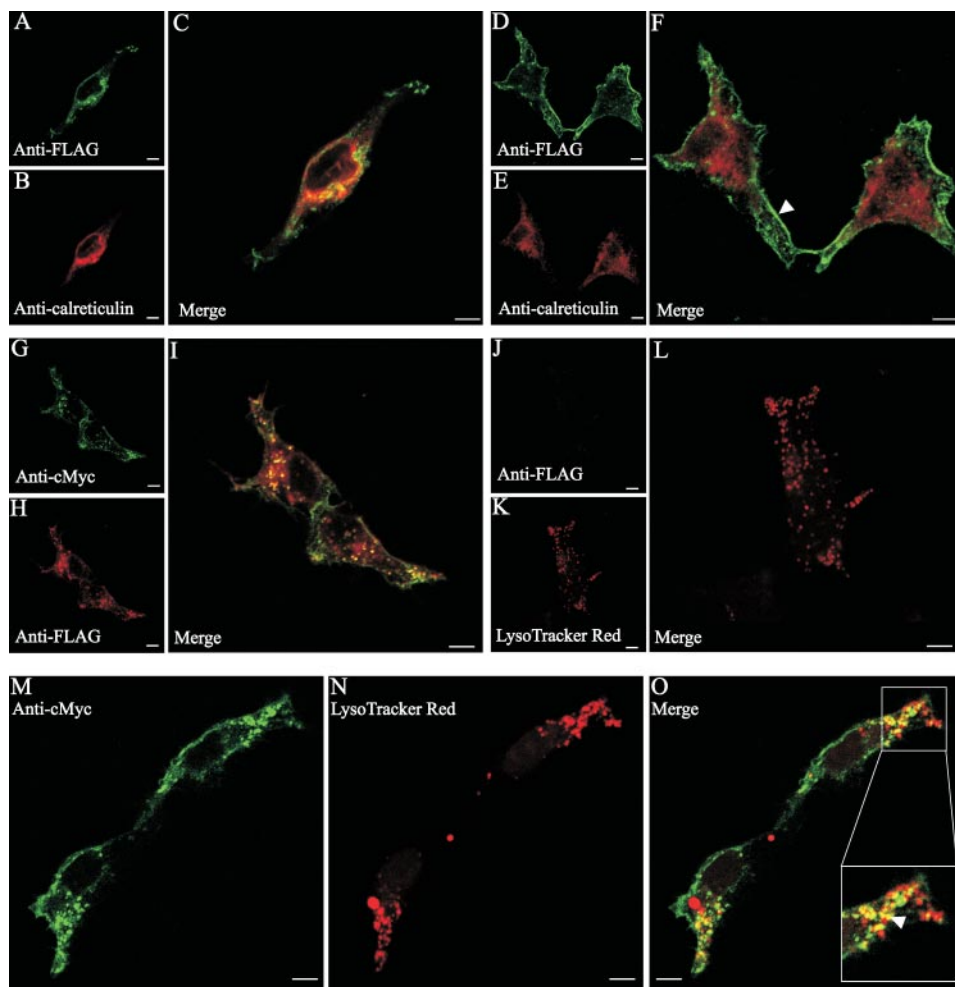 A
Anti-FLAG
B
Anti-calreticulin
C
Merge
D
Anti-FLAG
E
Anti-calreticulin
F
Merge
G
Anti-cMyc
H
Anti-FLAG
I
Merge
J
Anti-FLAG
K
LysoTracker Red
L
Merge
M
Anti-cMyc
N
LysoTracker Red
O
Merge